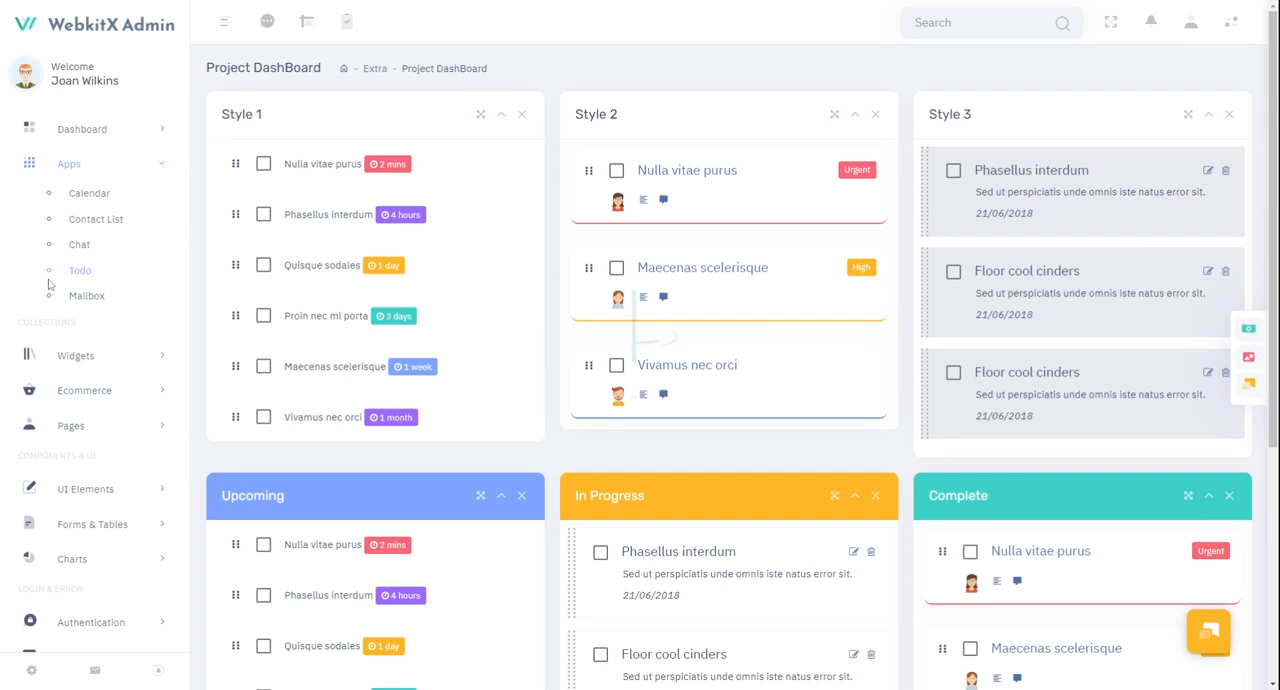 WebkitX Admin
Search
Welcome
Joan Wilkins
Project DashBoard
- Extra - Project DashBoard
Dashboard
Apps
Calendar
Contact List
Chat
Todo
Mailbox
COLLECTIONS
Widgets
Ecommerce
Pages
COMPONENTS & UI
UI Elements
Forms & Tables
Charts
LOGIN & ERROR
Authentication
Style 1
Nulla vitae purus 2 mins
Phasellus interdum 4 hours
Quisque sodales 1 day
Proin nec mi porta 3 days
Maecenas scelerisque 1 week
Vivamus nec orci 1 month
Style 2
Nulla vitae purus Urgent
Maecenas scelerisque High
Vivamus nec orci
Style 3
Phasellus interdum
Sed ut perspiciatis unde omnis iste natus error sit.
21/06/2018
Floor cool cinders
Sed ut perspiciatis unde omnis iste natus error sit.
21/06/2018
Floor cool cinders
Sed ut perspiciatis unde omnis iste natus error sit.
21/06/2018
Upcoming
Nulla vitae purus 2 mins
Phasellus interdum 4 hours
Quisque sodales 1 day
In Progress
Phasellus interdum
Sed ut perspiciatis unde omnis iste natus error sit.
21/06/2018
Floor cool cinders
Sed ut perspiciatis unde omnis iste natus error sit.
Complete
Nulla vitae purus Urgent
Maecenas scelerisque